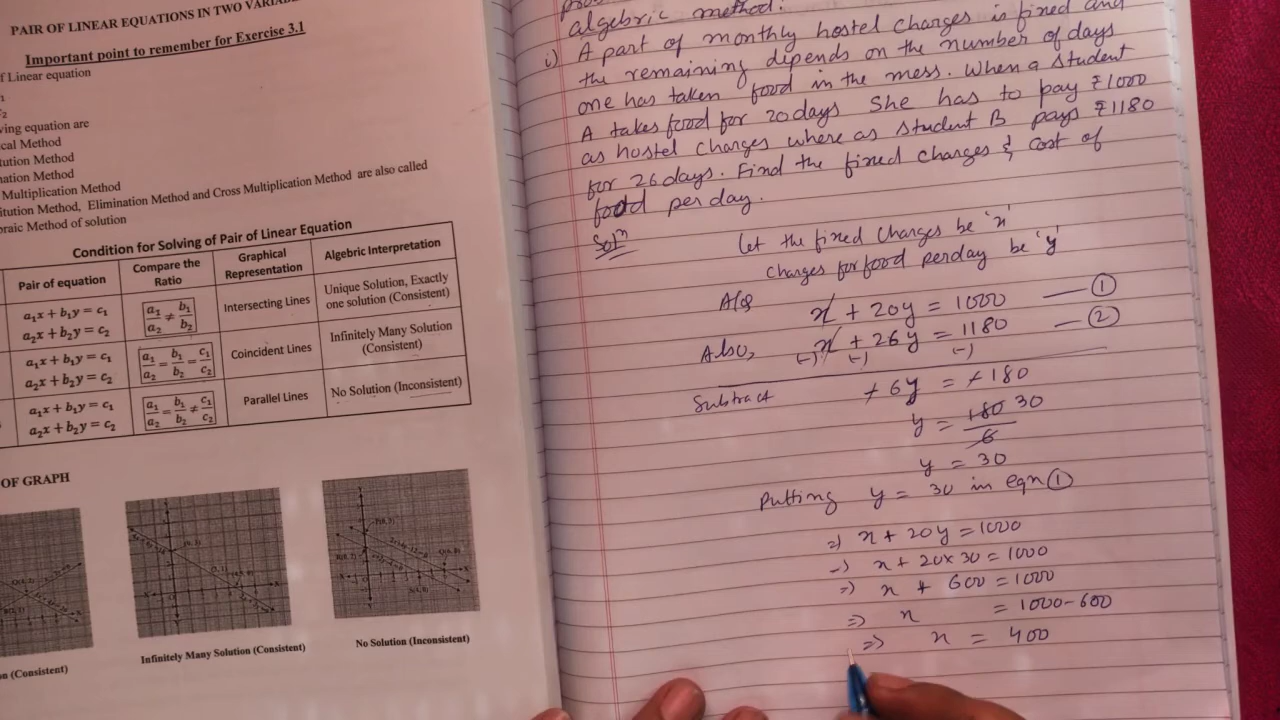 PAIR OF LINEAR EQUATIONS IN TWO
Important point to remember for Exercise 3.1
Linear equation
ving equation are
cal Method
tution Method
nation Method
Multiplication Method
itution Method, Elimination Method and Cross Multiplication Method are also called
braic Method of solution
Condition for Solving of Pair of Linear Equation
Pair of equation Compare the Ratio Graphical Representation Algebric Interpretation
a₁x + b₁y = c₁ a₂x + b₂y = c₂ a₁/a₂ ≠ b₁/b₂ Intersecting Lines Unique Solution, Exactly one solution (Consistent)
a₁x + b₁y = c₁ a₂x + b₂y = c₂ a₁/a₂ = b₁/b₂ = c₁/c₂ Coincident Lines Infinitely Many Solution (Consistent)
a₁x + b₁y = c₁ a₂x + b₂y = c₂ a₁/a₂ = b₁/b₂ ≠ c₁/c₂ Parallel Lines No Solution (Inconsistent)
OF GRAPH
n (Consistent) Infinitely Many Solution (Consistent) No Solution (Inconsistent)
algebric method.
i) A part of monthly hostel charges is fixed and
the remaining depends on the number of days
one has taken food in the mess. When a student
A takes food for 20 days She has to pay ₹1000
as hostel charges where as student B pays ₹1180
for 26 days. Find the fixed charges & cost of
food per day.
Solⁿ Let the fixed charges be 'x'
Charges for food perday be 'y'
A/q x + 20y = 1000 — ①
Also, x + 26y = 1180 — ②
(-) (-) (-)
Subtract + 6y = + 180
y = 180/6 30
y = 30
Putting y = 30 in eqn ①
⇒ x + 20y = 1000
⇒ x + 20x30 = 1000
⇒ x + 600 = 1000
⇒ x = 1000-600
⇒ x = 400